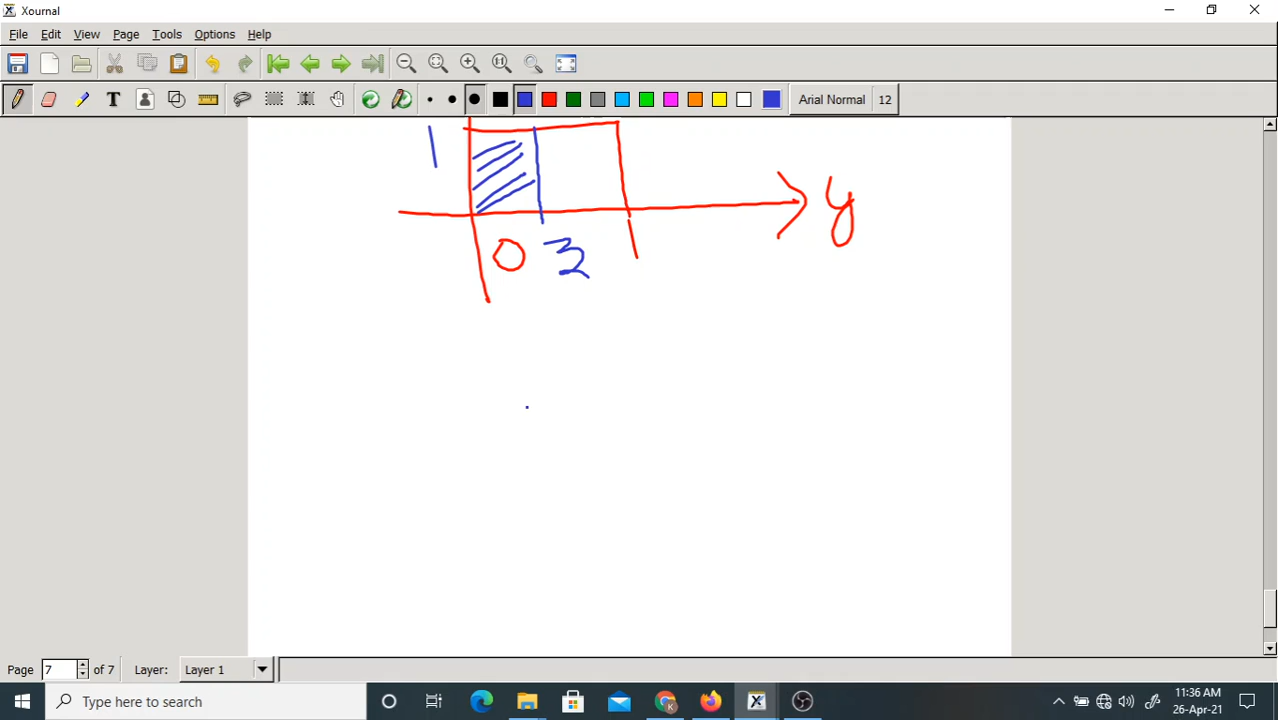 Xournal
File Edit View Page Tools Options Help
Arial Normal 12
1
y
0 3 1
Page 7 of 7 Layer: Layer 1
Type here to search
11:36 AM
26-Apr-21